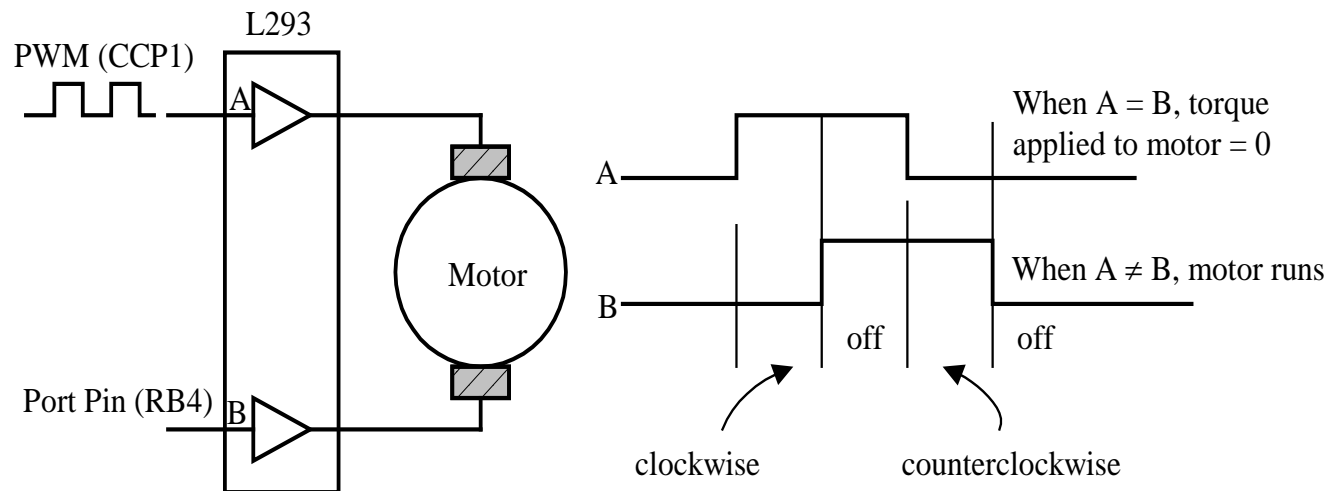 L293
PWM (CCP1)
A
Motor
Port Pin (RB4)
B
A
When A = B, torque
applied to motor = 0
B
When A ≠ B, motor runs
off
off
clockwise
counterclockwise